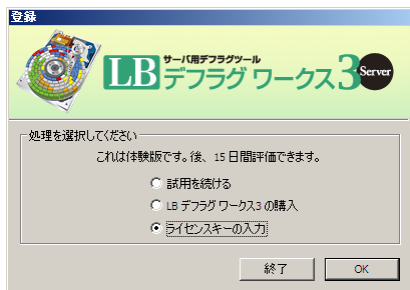 登録
サーバ用デフラグツール
LB デフラグ ワークス3 Server
処理を選択してください
これは体験版です。後、15 日間評価できます。
試用を続ける
LB デフラグ ワークス3 の購入
ライセンスキーの入力
終了
OK